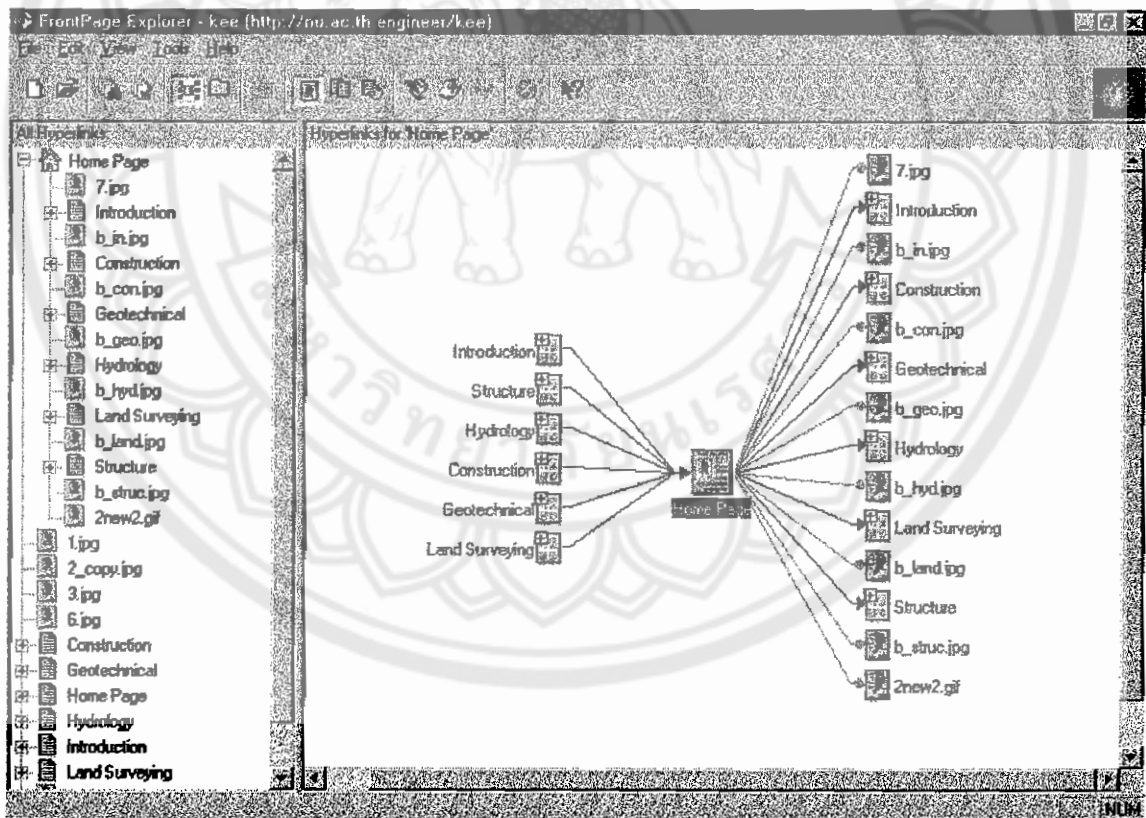 FrontPage Explorer - kee (http://nu.ac.th engineer/kee)
File Edit View Tools Help
All Hyperlinks
Home Page
7.jpg
Introduction
b_in.jpg
Construction
b_con.jpg
Geotechnical
b_geo.jpg
Hydrology
b_hyd.jpg
Land Surveying
b_land.jpg
Structure
b_struc.jpg
2new2.gif
1.jpg
2_copy.jpg
3.jpg
6.jpg
Construction
Geotechnical
Home Page
Hydrology
Introduction
Land Surveying
Hyperlinks for 'Home Page'
Introduction
Structure
Hydrology
Construction
Geotechnical
Land Surveying
Home Page
7.jpg
Introduction
b_in.jpg
Construction
b_con.jpg
Geotechnical
b_geo.jpg
Hydrology
b_hyd.jpg
Land Surveying
b_land.jpg
Structure
b_struc.jpg
2new2.gif
NUM